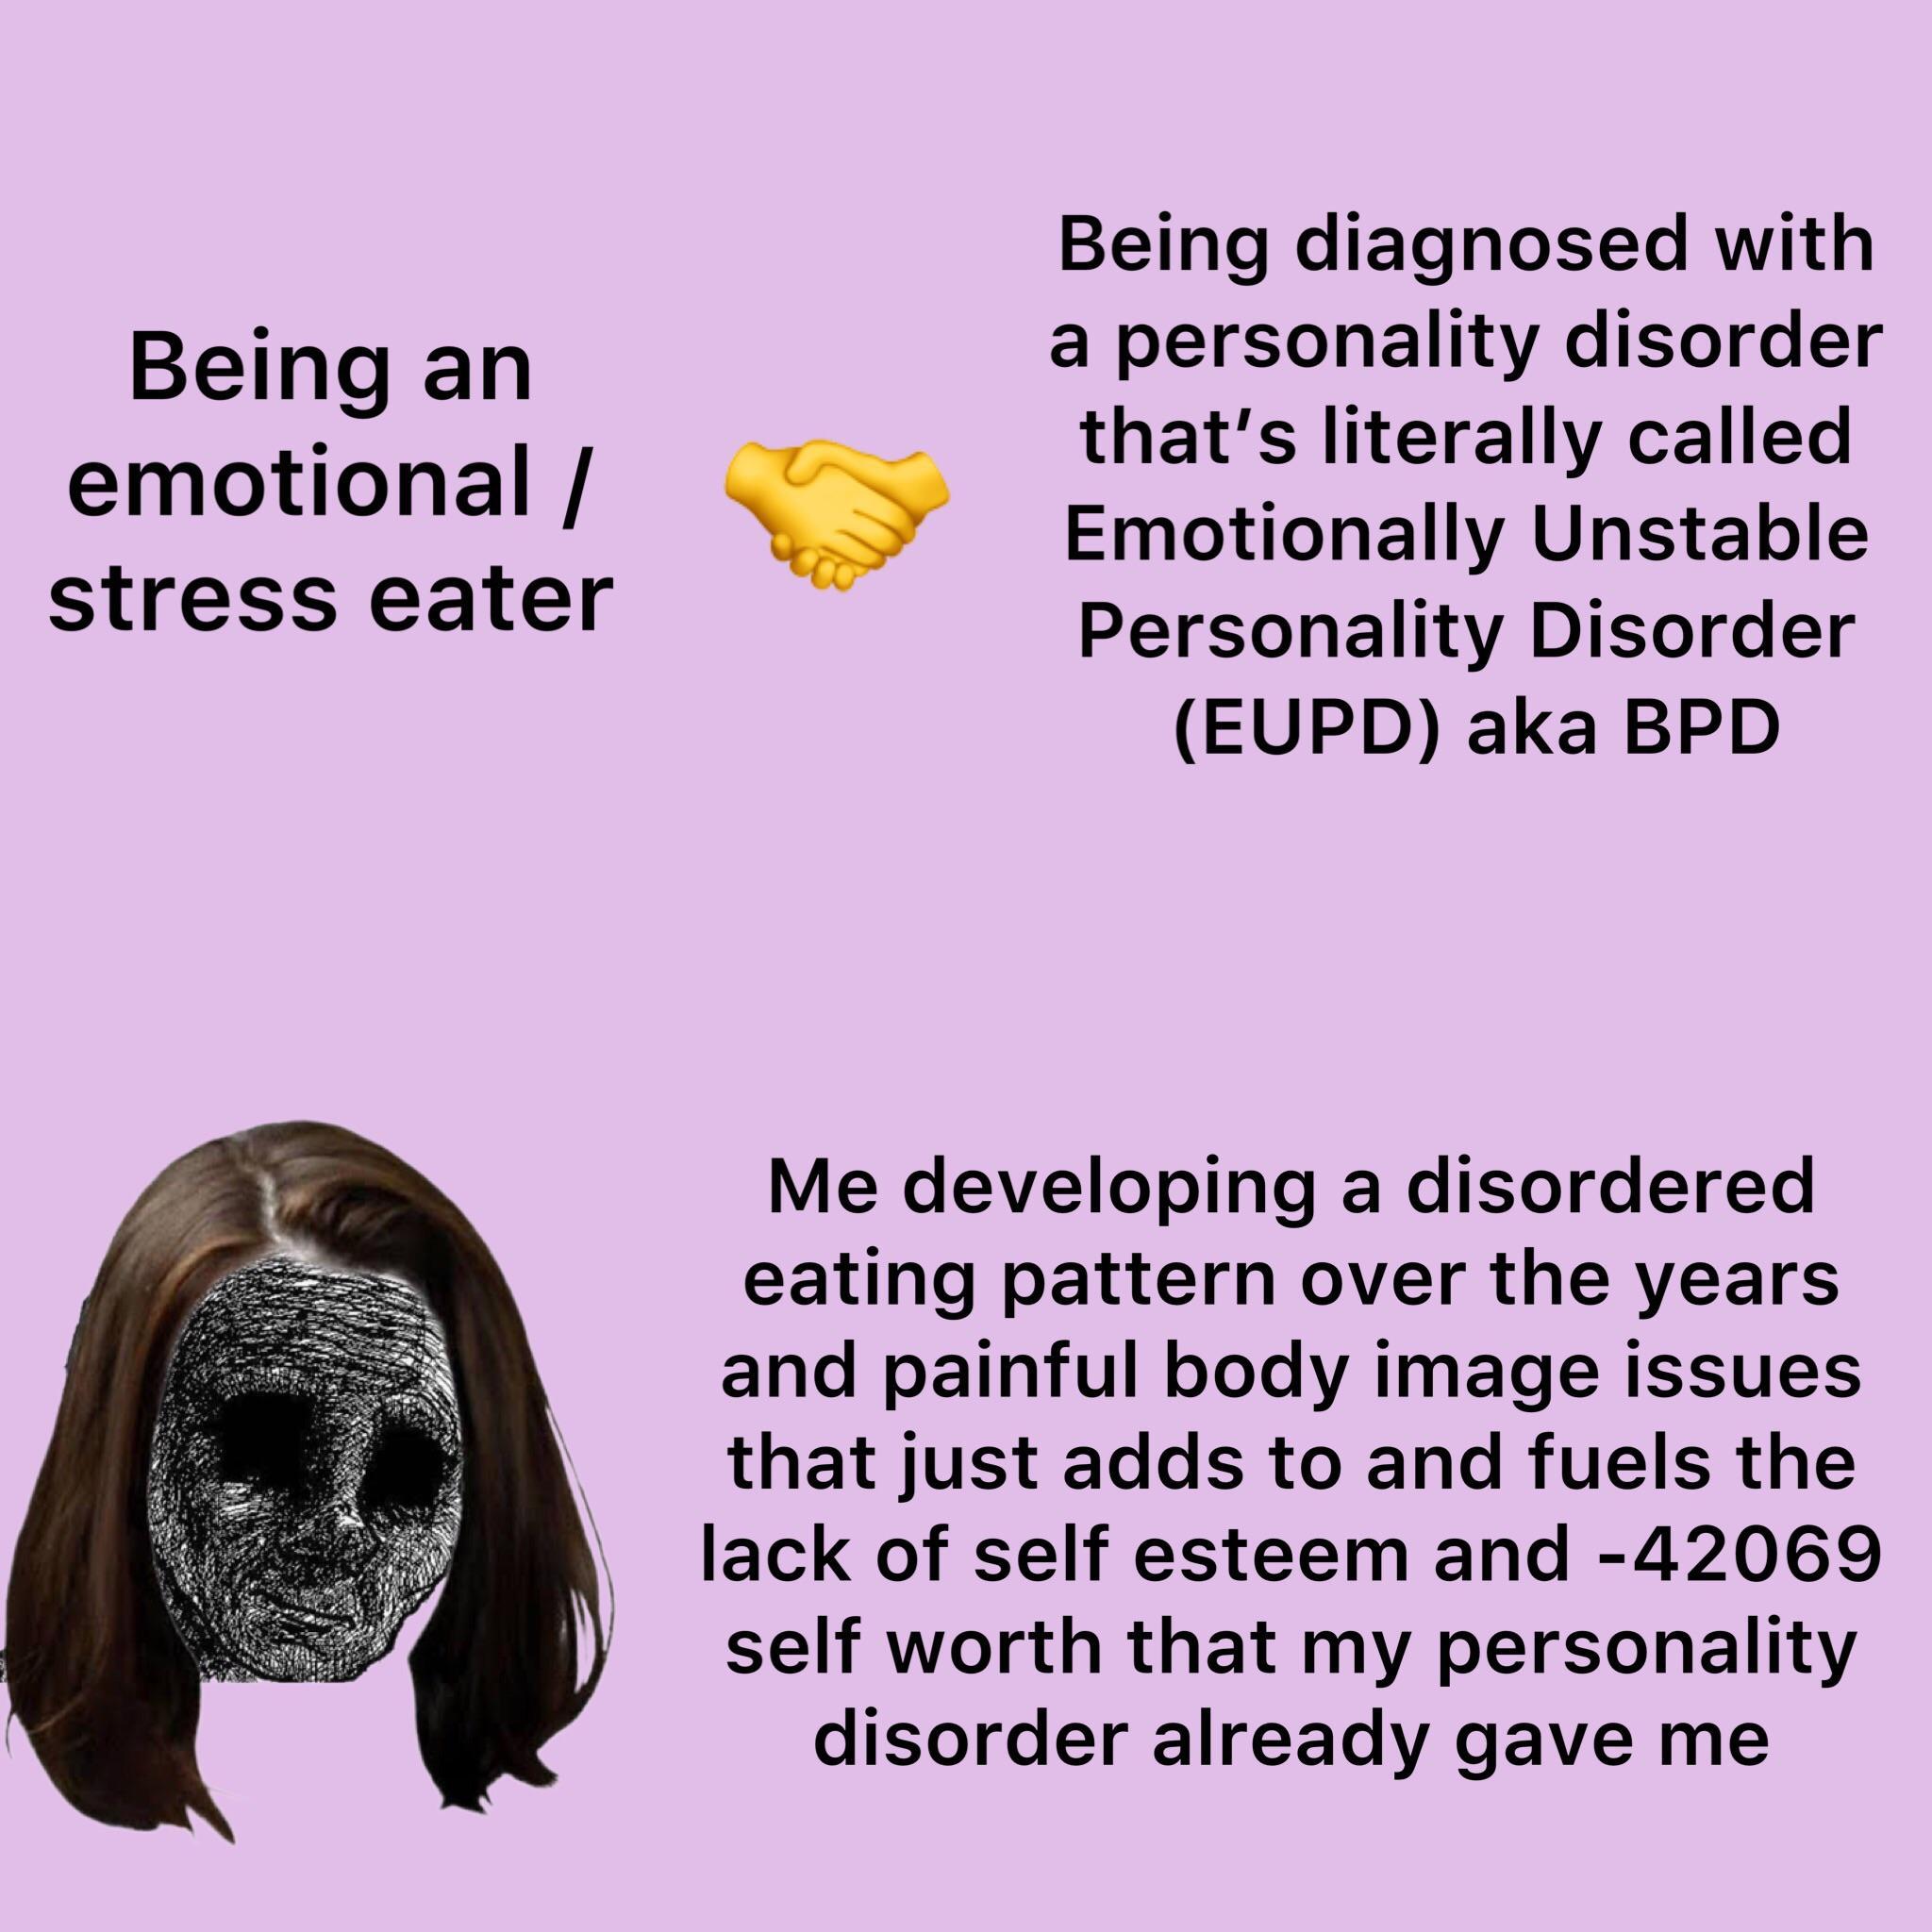 Being an
emotional /
stress eater
Being diagnosed with
a personality disorder
that’s literally called
Emotionally Unstable
Personality Disorder
(EUPD) aka BPD
Me developing a disordered
eating pattern over the years
and painful body image issues
that just adds to and fuels the
lack of self esteem and -42069
self worth that my personality
disorder already gave me